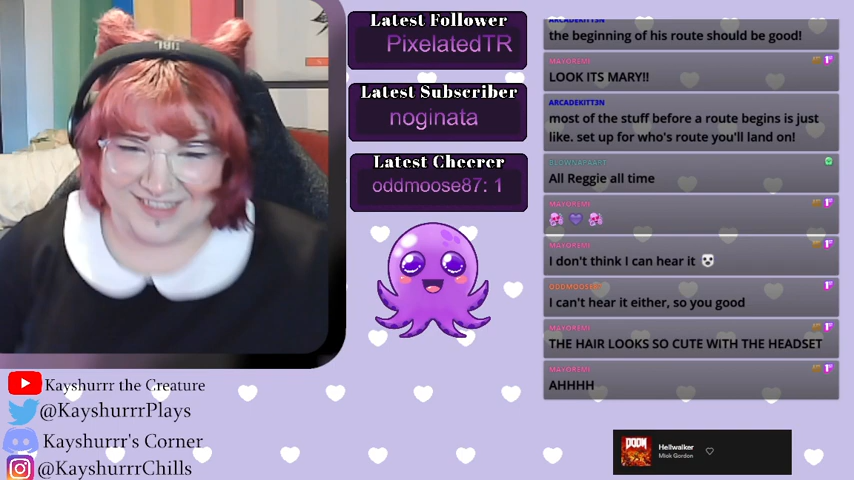 Latest Follower
PixelatedTR
Latest Subscriber
noginata
Latest Cheerer
oddmoose87: 1
Kayshurrr the Creature
@KayshurrrPlays
Kayshurrr's Corner
@KayshurrrChills
ARCADEKITT3N
the beginning of his route should be good!
MAYOREMI
LOOK ITS MARY!!
ARCADEKITT3N
most of the stuff before a route begins is just
like. set up for who's route you'll land on!
BLOWNAPAART
All Reggie all time
MAYOREMI
MAYOREMI
I don't think I can hear it
ODDMOOSE87
I can't hear it either, so you good
MAYOREMI
THE HAIR LOOKS SO CUTE WITH THE HEADSET
MAYOREMI
AHHHH
DOOM
Hellwalker
Mick Gordon